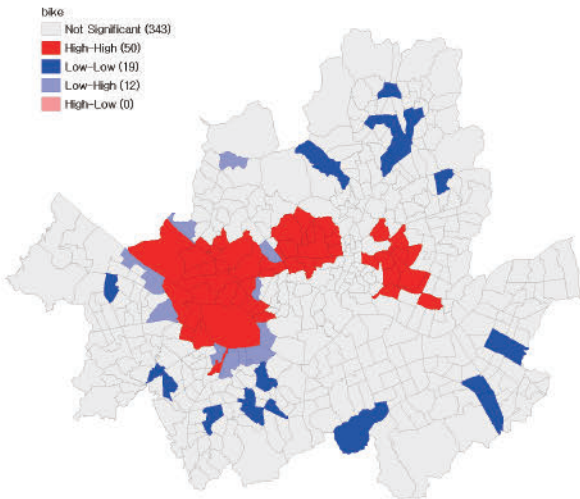 bike
Not Significant (343)
High-High (50)
Low-Low (19)
Low-High (12)
High-Low (0)